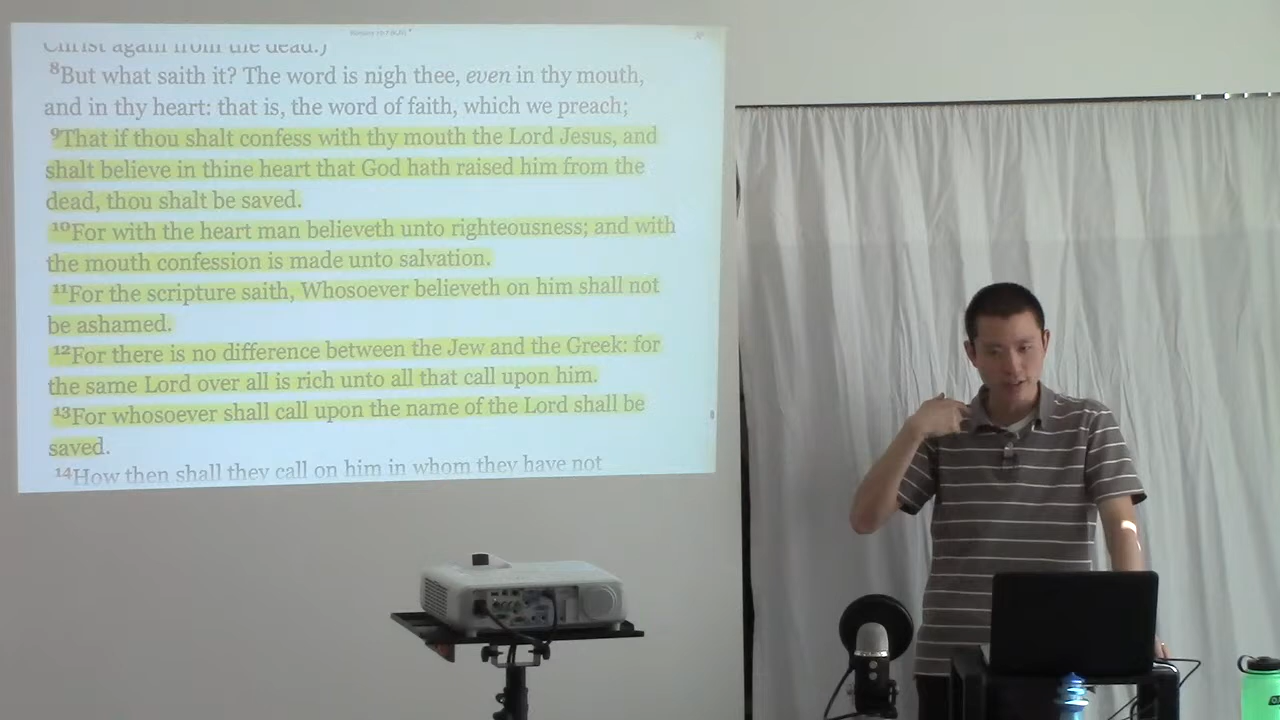 Christ again from the dead.)
8But what saith it? The word is nigh thee, even in thy mouth,
and in thy heart: that is, the word of faith, which we preach;
9That if thou shalt confess with thy mouth the Lord Jesus, and
shalt believe in thine heart that God hath raised him from the
dead, thou shalt be saved.
10For with the heart man believeth unto righteousness; and with
the mouth confession is made unto salvation.
11For the scripture saith, Whosoever believeth on him shall not
be ashamed.
12For there is no difference between the Jew and the Greek: for
the same Lord over all is rich unto all that call upon him.
13For whosoever shall call upon the name of the Lord shall be
saved.
14How then shall they call on him in whom they have not